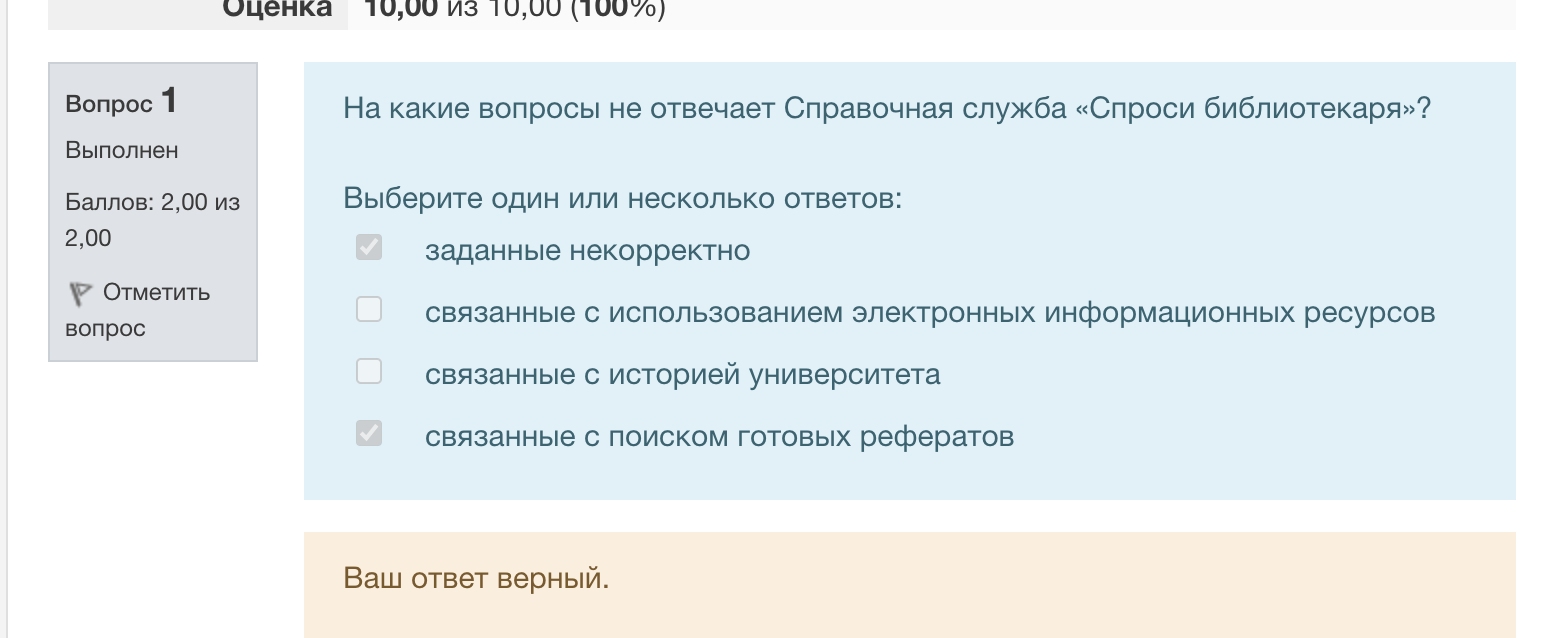 Оценка 10,00 из 10,00 (100%)
Вопрос 1
Выполнен
Баллов: 2,00 из
2,00
Отметить
вопрос
На какие вопросы не отвечает Справочная служба «Спроси библиотекаря»?
Выберите один или несколько ответов:
заданные некорректно
связанные с использованием электронных информационных ресурсов
связанные с историей университета
связанные с поиском готовых рефератов
Ваш ответ верный.